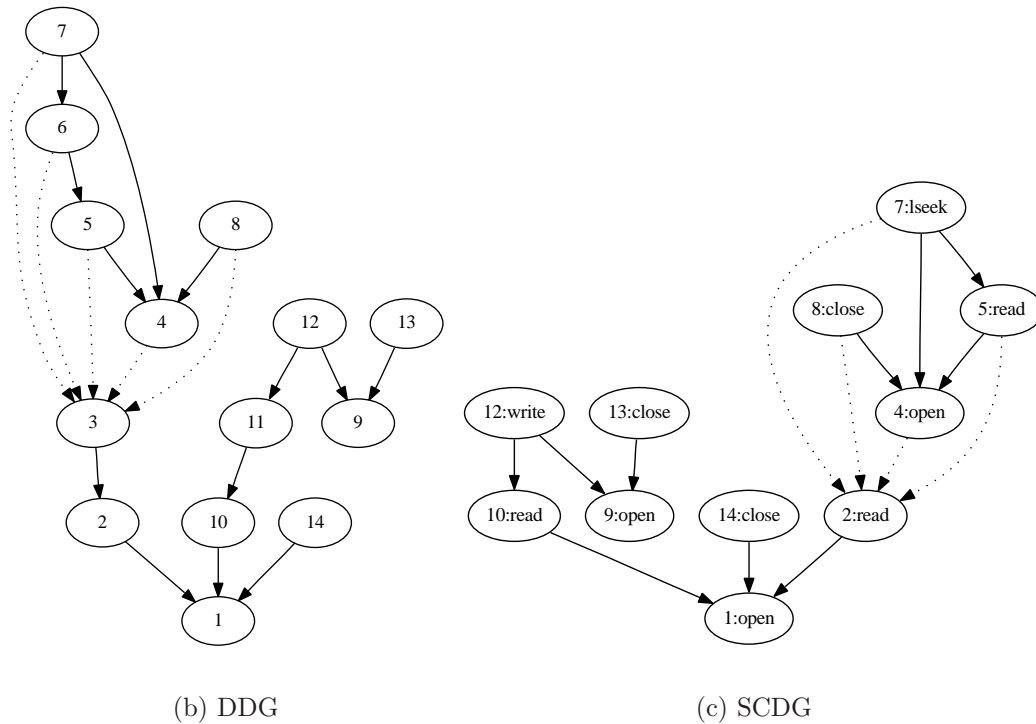 7
6
5
8
4
12
13
3
11
9
2
10
14
1
7:lseek
8:close
5:read
4:open
12:write
13:close
10:read
9:open
14:close
2:read
1:open
(b) DDG
(c) SCDG